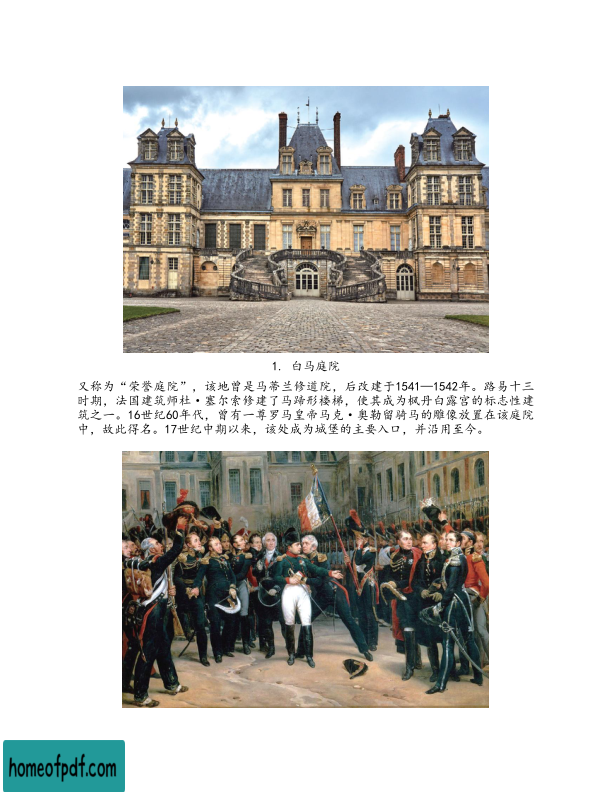 1. 白马庭院
又称为“荣誉庭院”，该地曾是马蒂兰修道院，后改建于1541—1542年。路易十三
时期，法国建筑师杜·塞尔索修建了马蹄形楼梯，使其成为枫丹白露宫的标志性建
筑之一。16世纪60年代，曾有一尊罗马皇帝马克·奥勒留骑马的雕像放置在该庭院
中，故此得名。17世纪中期以来，该处成为城堡的主要入口，并沿用至今。
homeofpdf.com